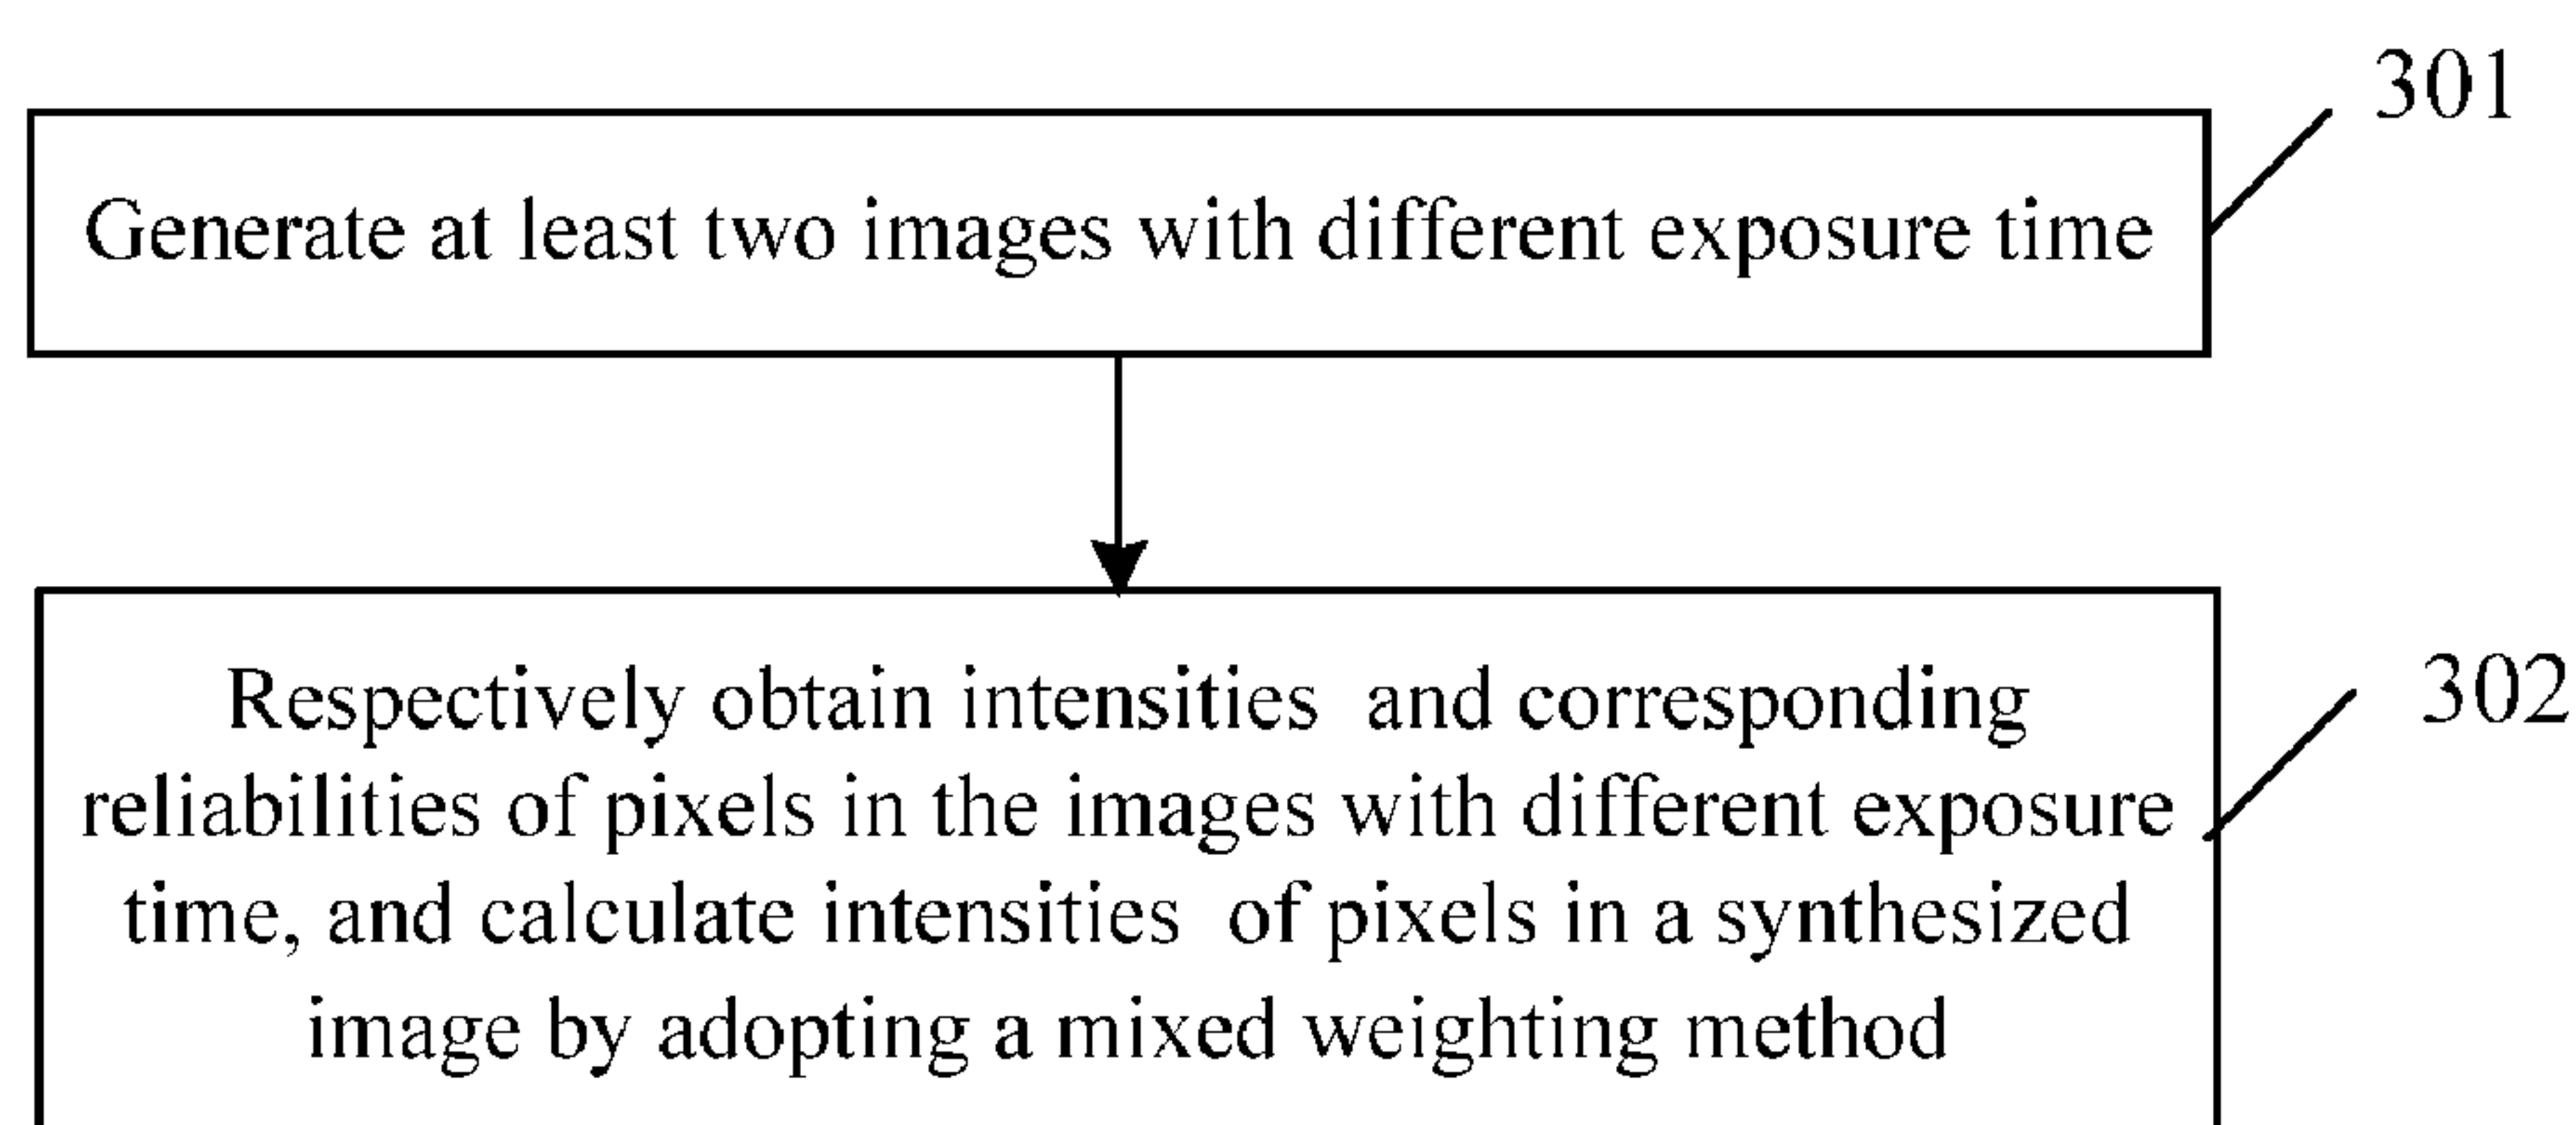 301
Generate at least two images with different exposure time
Respectively obtain intensities and corresponding
302
reliabilities of pixels in the images with different exposure
time, and calculate intensities of pixels in a synthesized
image by adopting a mixed weighting method